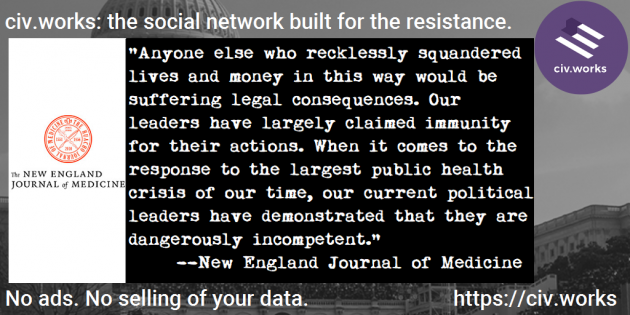 civ.works: the social network built for the resistance.
civ.works
"Anyone else who recklessly squandered
lives and money in this way would be
suffering legal consequences. Our
leaders have largely claimed immunity
for their actions. When it comes to the
response to the largest public health
crisis of our time, our current political
leaders have demonstrated that they are
dangerously incompetent."
--New England Journal of Medicine
The NEW ENGLAND
JOURNAL of MEDICINE
No ads. No selling of your data.
https://civ.works